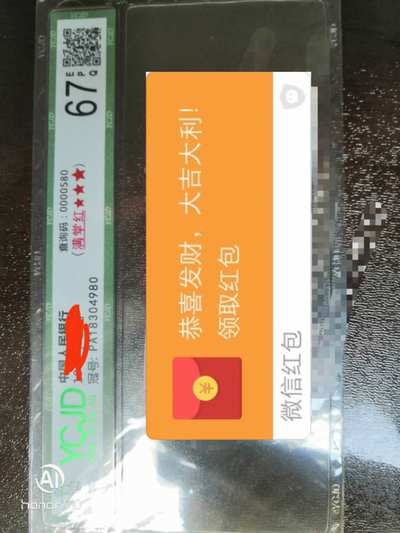 YCJD
中国人民银行
冠号: PA18304980
查询码: 0000580
(满堂红★★★)
67
E
P Q
恭喜发财，大吉大利！
领取红包
微信红包
AI
honor